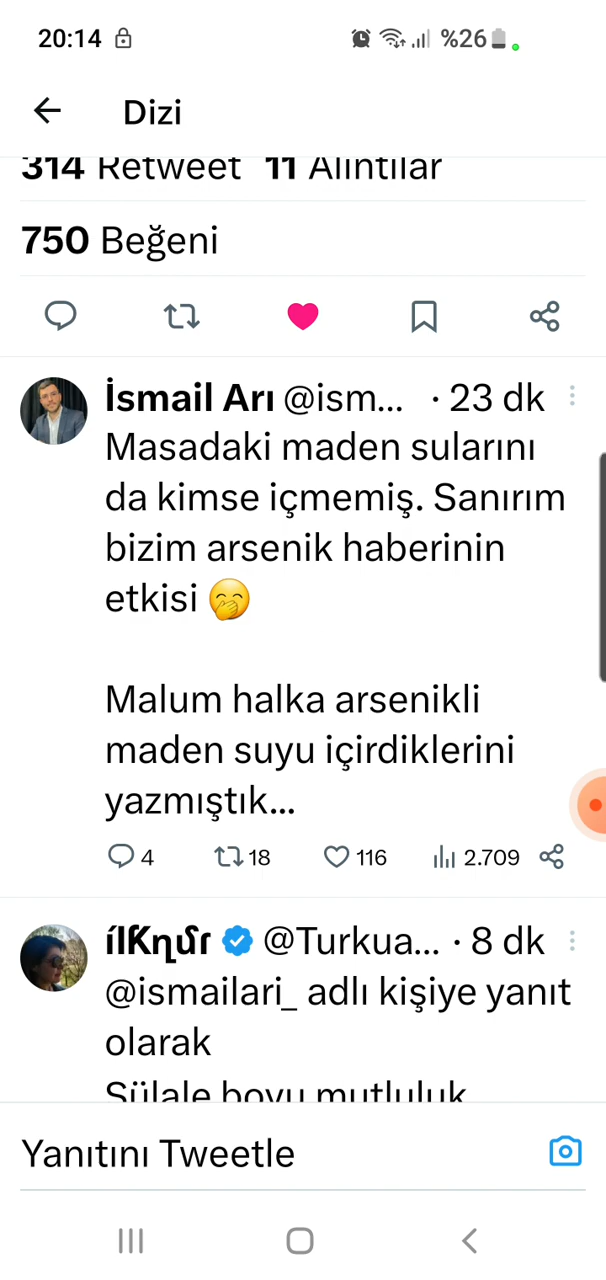 20:14 %26
Dizi
314 Retweet 11 Alıntılar
750 Beğeni
İsmail Arı @ism... · 23 dk
Masadaki maden sularını
da kimse içmemiş. Sanırım
bizim arsenik haberinin
etkisi 🤭
Malum halka arsenikli
maden suyu içirdiklerini
yazmıştık...
4 18 116 2.709
@Turkua... · 8 dk
@ismailari_ adlı kişiye yanıt
olarak
Sülale boyu mutluluk
Yanıtını Tweetle